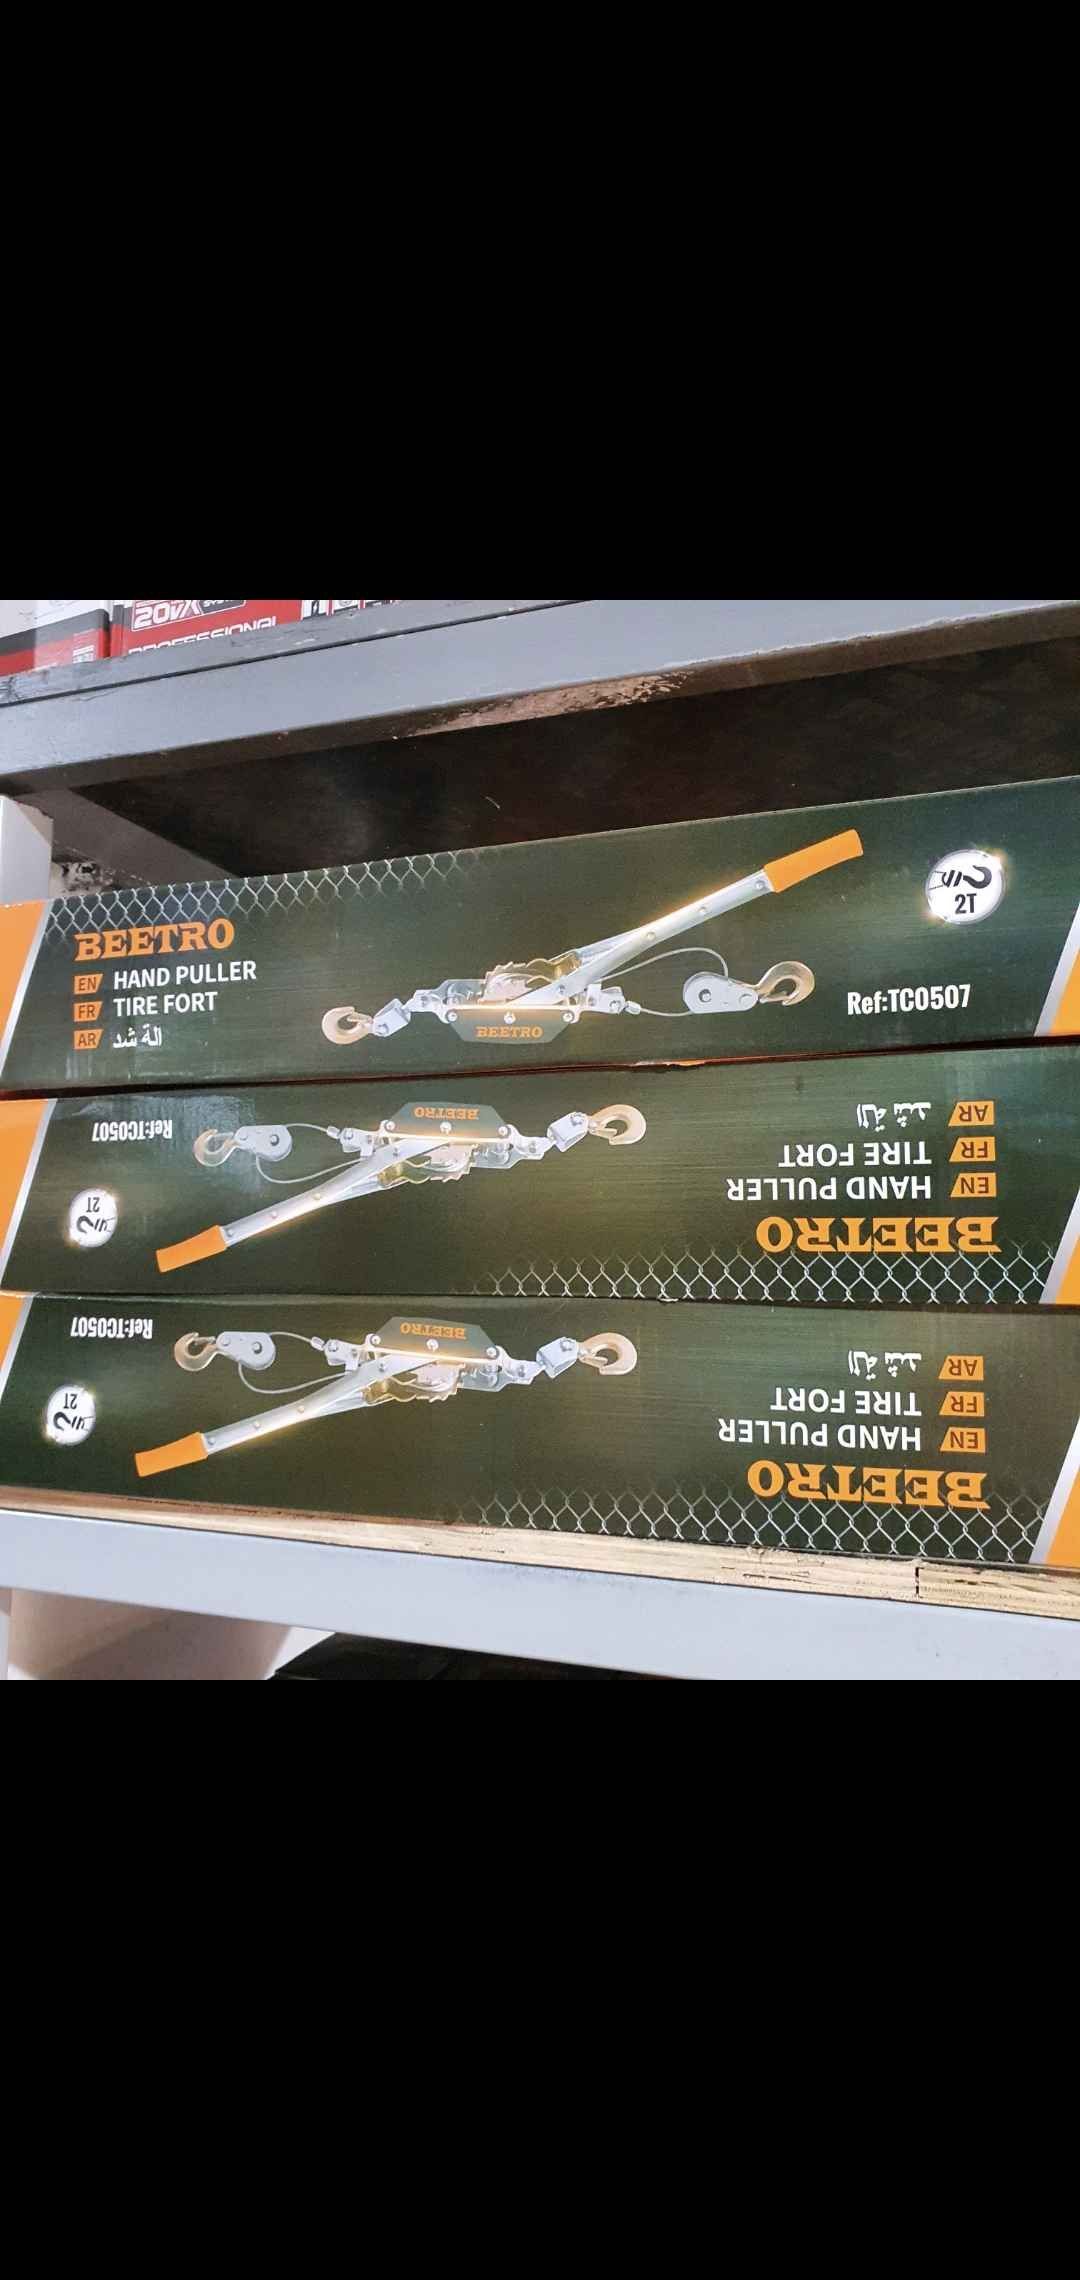 20VX
PROFESSIONAL
BEETRO
EN HAND PULLER
FR TIRE FORT
AR الة شد
BEETRO
2T
Ref:TC0507
Ref:TC0507
2T
BEETRO
BEETRO
EN HAND PULLER
FR TIRE FORT
AR الة شد
Ref:TC0507
2T
BEETRO
BEETRO
EN HAND PULLER
FR TIRE FORT
AR الة شد